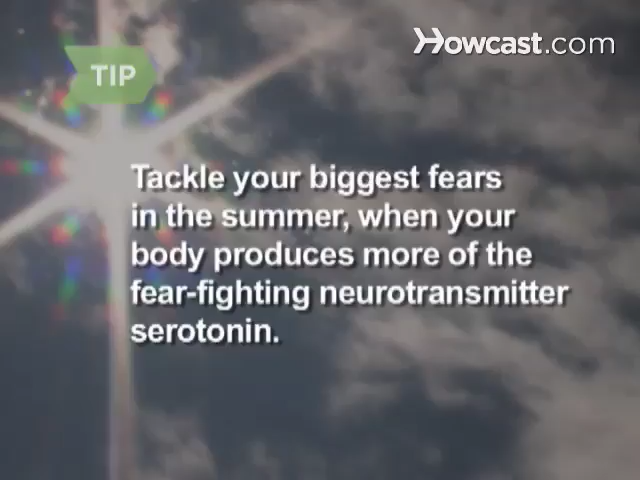 Howcast.com
TIP
Tackle your biggest fears
in the summer, when your
body produces more of the
fear-fighting neurotransmitter
serotonin.